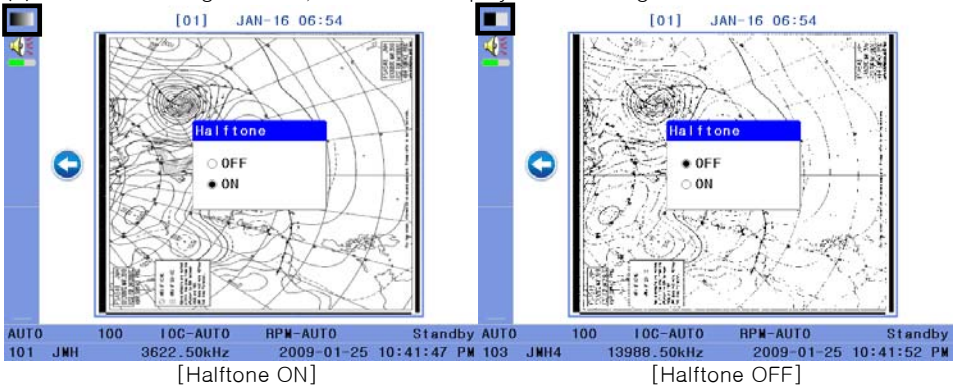 [01] JAN-16 06:54
Halftone
OFF
ON
AUTO 100 IOC-AUTO RPM-AUTO Standby
101 JMH 3622.50kHz 2009-01-25 10:41:47 PM
[Halftone ON]
[01] JAN-16 06:54
Halftone
OFF
ON
AUTO 100 IOC-AUTO RPM-AUTO Standby
103 JMH4 13988.50kHz 2009-01-25 10:41:52 PM
[Halftone OFF]